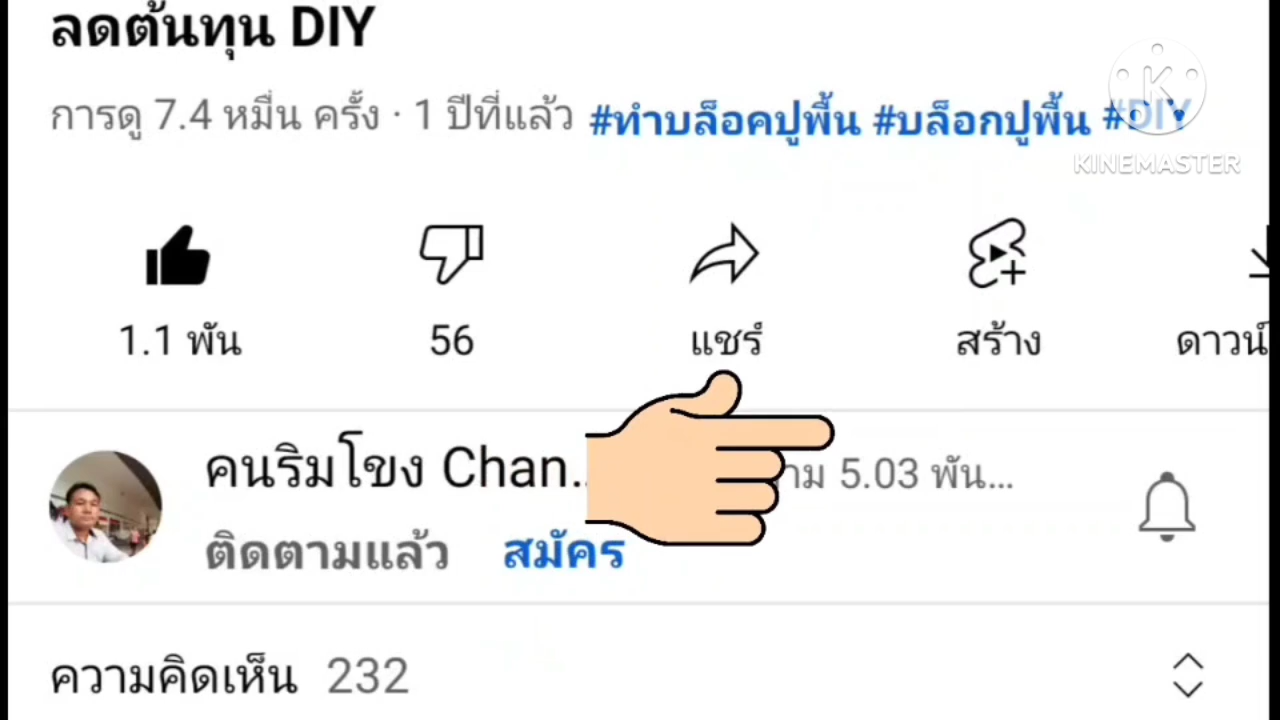 ลดต้นทุน DIY
การดู 7.4 หมื่น ครั้ง · 1 ปีที่แล้ว #ทำบล็อคปูพื้น #บล็อกปูพื้น #DIY
K
KINEMASTER
1.1 พัน 56 แชร์ สร้าง ดาวน์
คนริมโขง Chan... 5.03 พัน...
ติดตามแล้ว สมัคร
ความคิดเห็น 232